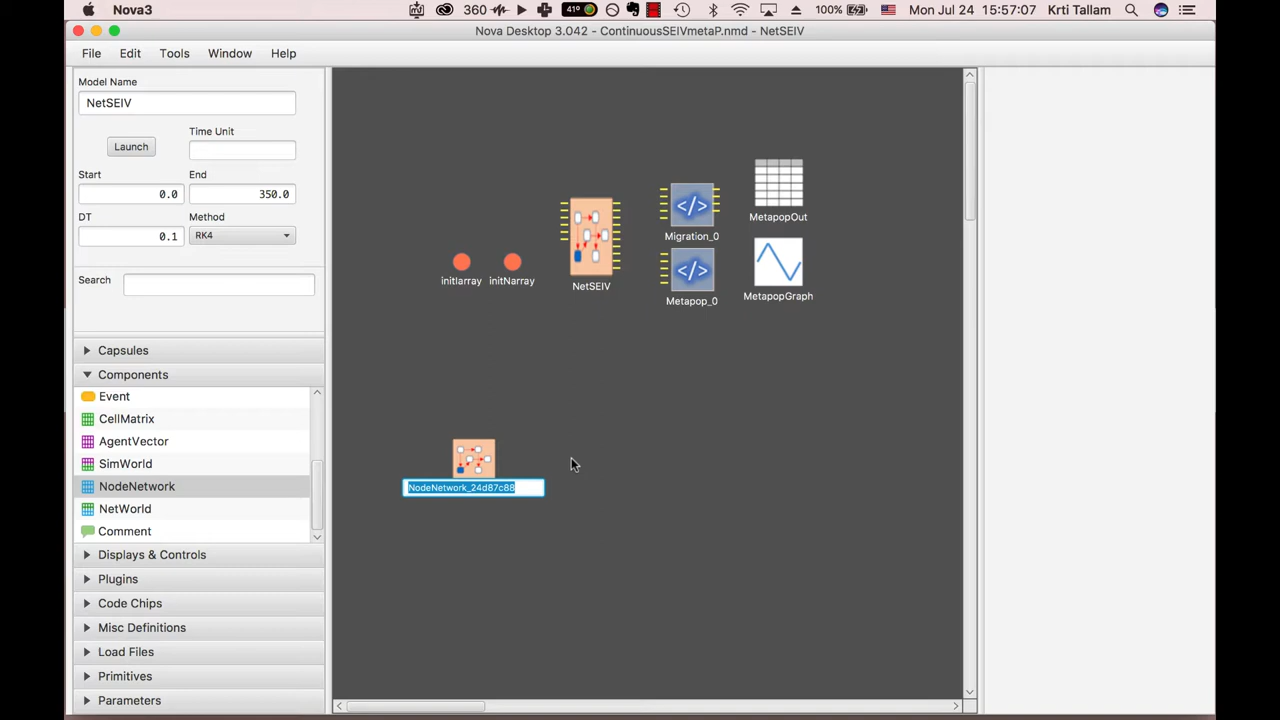 Nova3
360
41°
100%
Mon Jul 24
15:57:07
Krti Tallam
Nova Desktop 3.042 - ContinuousSEIVmetaP.nmd - NetSEIV
File Edit Tools Window Help
Model Name
NetSEIV
Launch
Time Unit
Start
End
0.0
350.0
DT
Method
0.1
RK4
Search
Capsules
Components
Event
CellMatrix
AgentVector
SimWorld
NodeNetwork
NetWorld
Comment
Displays & Controls
Plugins
Code Chips
Misc Definitions
Load Files
Primitives
Parameters
initIarray
initNarray
NetSEIV
</>
Migration_0
</>
Metapop_0
MetapopOut
MetapopGraph
NodeNetwork_24d87c88